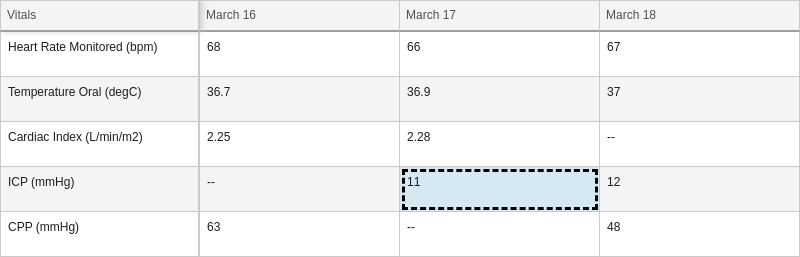 Vitals March 16 March 17 March 18
Heart Rate Monitored (bpm) 68 66 67
Temperature Oral (degC) 36.7 36.9 37
Cardiac Index (L/min/m2) 2.25 2.28 --
ICP (mmHg) -- 11 12
CPP (mmHg) 63 -- 48